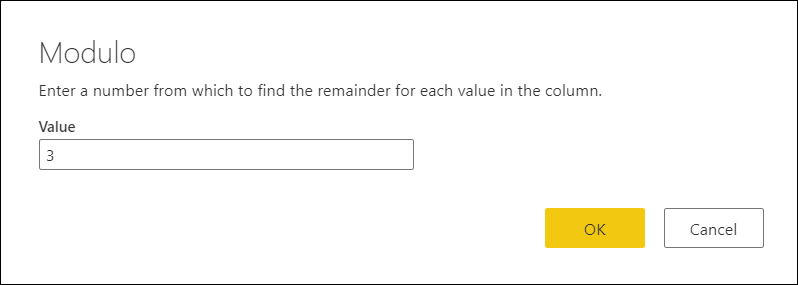 Modulo
Enter a number from which to find the remainder for each value in the column.
Value
3
OK
Cancel